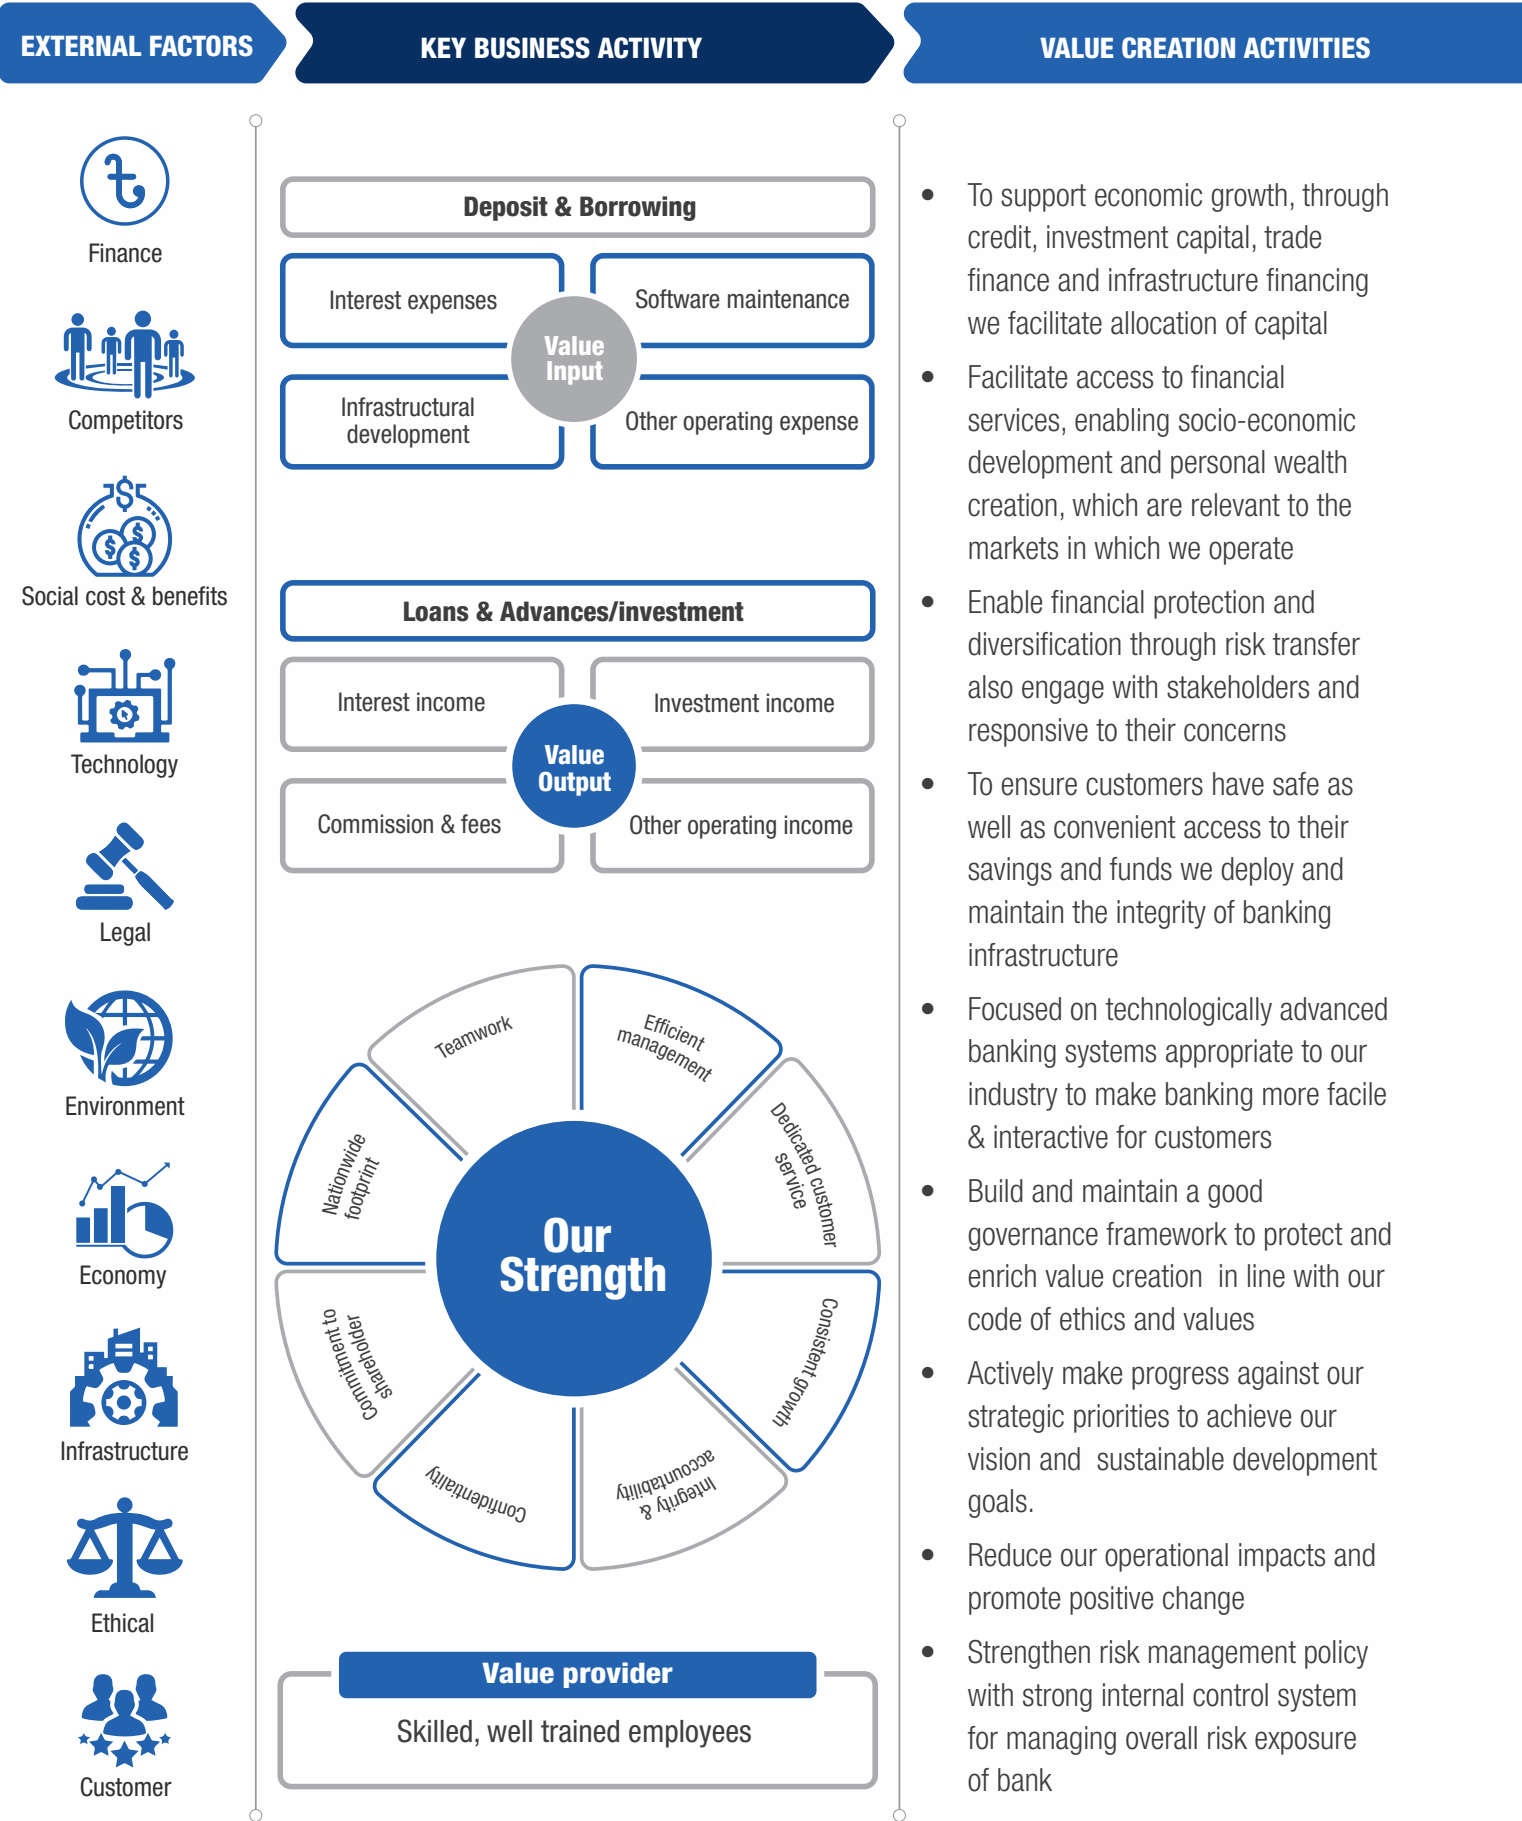 EXTERNAL FACTORS
KEY BUSINESS ACTIVITY
VALUE CREATION ACTIVITIES
৳
Finance
Competitors
$
$
$
$
Social cost & benefits
Technology
Legal
Environment
Economy
Infrastructure
Ethical
Customer
Deposit & Borrowing
Interest expenses
Software maintenance
Value
Input
Infrastructural
development
Other operating expense
Loans & Advances/investment
Interest income
Investment income
Value
Output
Commission & fees
Other operating income
Teamwork
Efficient
management
Dedicated customer
service
Consistent growth
Integrity &
accountability
Confidentiality
Commitment to
shareholder
Nationwide
footprint
Our
Strength
Value provider
Skilled, well trained employees
• To support economic growth, through
credit, investment capital, trade
finance and infrastructure financing
we facilitate allocation of capital
• Facilitate access to financial
services, enabling socio-economic
development and personal wealth
creation, which are relevant to the
markets in which we operate
• Enable financial protection and
diversification through risk transfer
also engage with stakeholders and
responsive to their concerns
• To ensure customers have safe as
well as convenient access to their
savings and funds we deploy and
maintain the integrity of banking
infrastructure
• Focused on technologically advanced
banking systems appropriate to our
industry to make banking more facile
& interactive for customers
• Build and maintain a good
governance framework to protect and
enrich value creation in line with our
code of ethics and values
• Actively make progress against our
strategic priorities to achieve our
vision and sustainable development
goals.
• Reduce our operational impacts and
promote positive change
• Strengthen risk management policy
with strong internal control system
for managing overall risk exposure
of bank